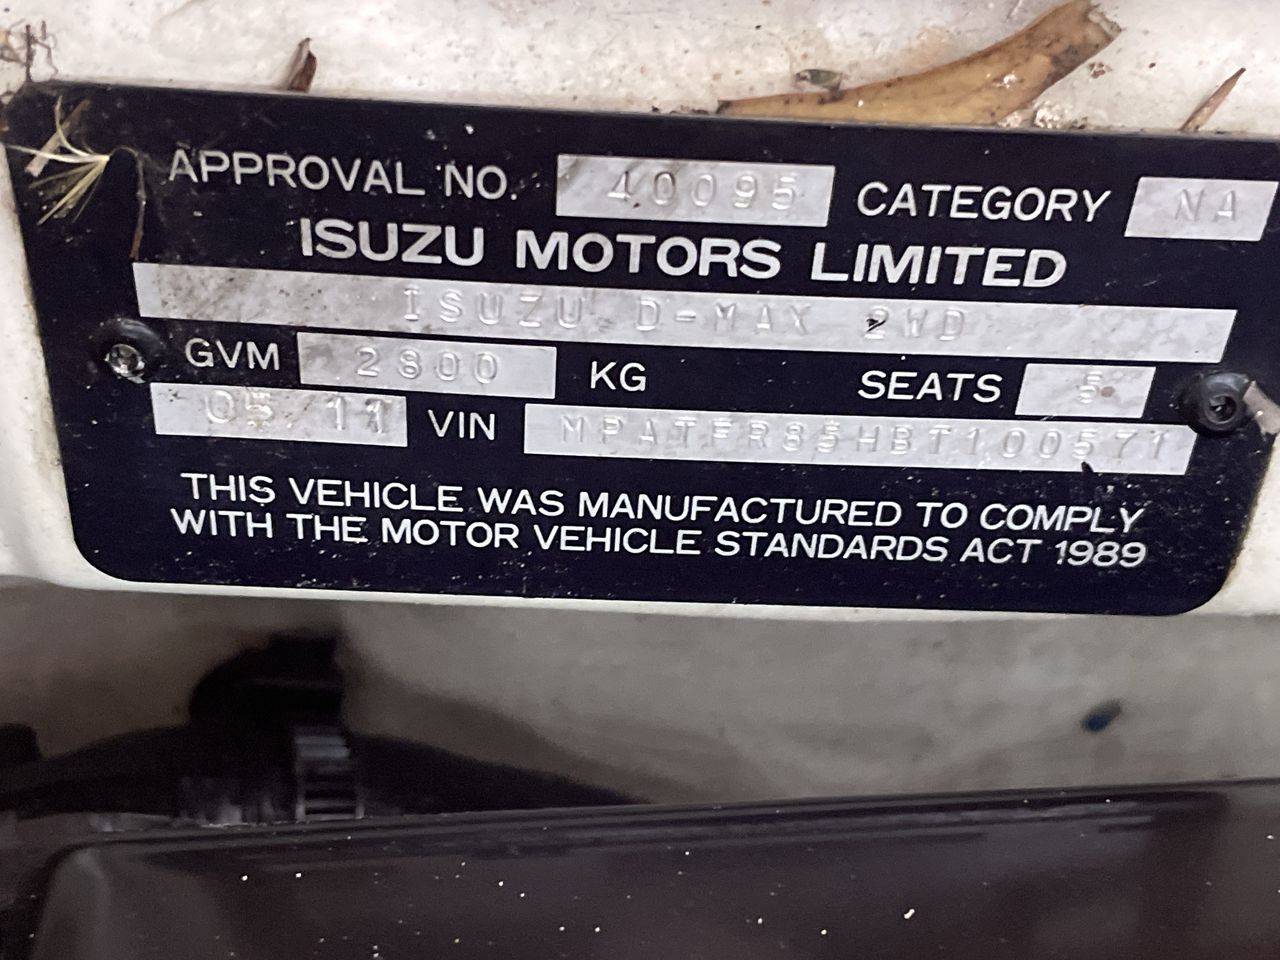 APPROVAL NO. 40095 CATEGORY NA
ISUZU MOTORS LIMITED
ISUZU D-MAX 2WD
GVM 2800 KG SEATS 5
05/11 VIN MPATFR85HBT100571
THIS VEHICLE WAS MANUFACTURED TO COMPLY
WITH THE MOTOR VEHICLE STANDARDS ACT 1989